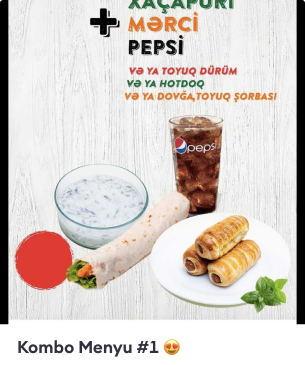 XAÇAPURİ
+ MƏRCİ
PEPSİ
VƏ YA TOYUQ DÜRÜM
VƏ YA HOTDOQ
VƏ YA DOVĞA,TOYUQ ŞORBASI
pepsi
Kombo Menyu #1 😍